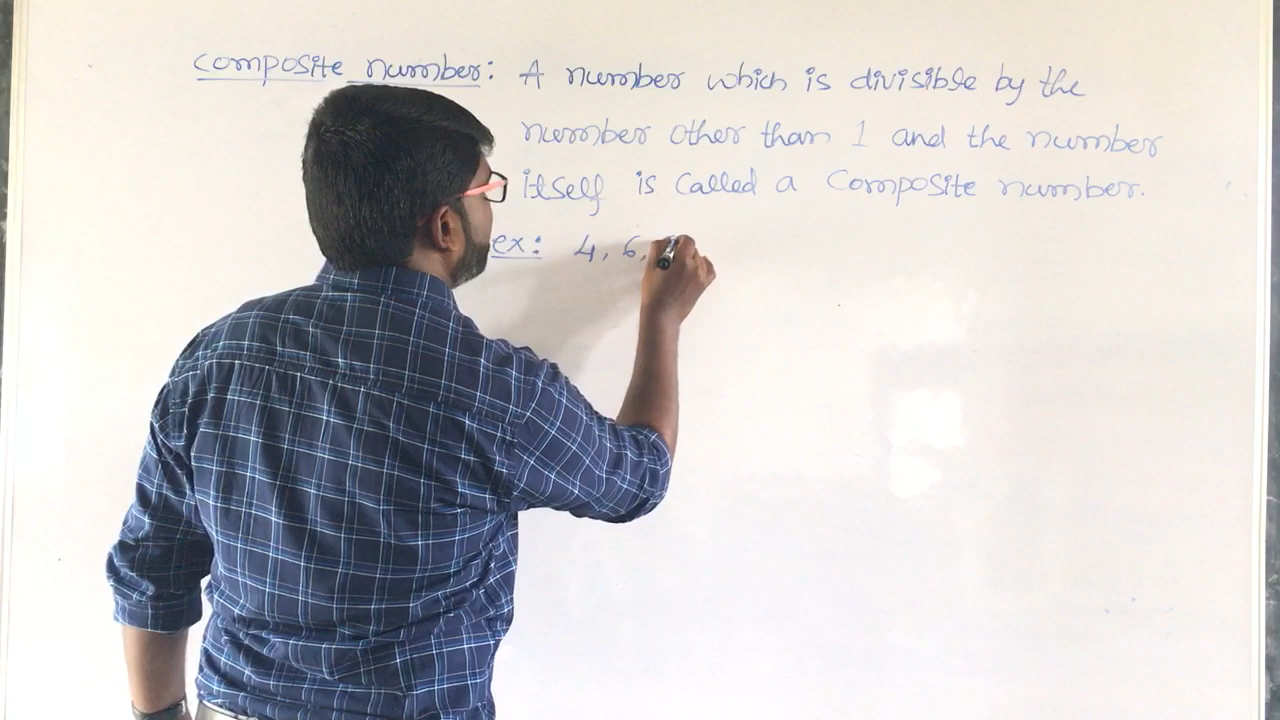 composite number: A number which is divisible by the
number other than 1 and the number
itself is called a composite number.
ex: 4, 6,